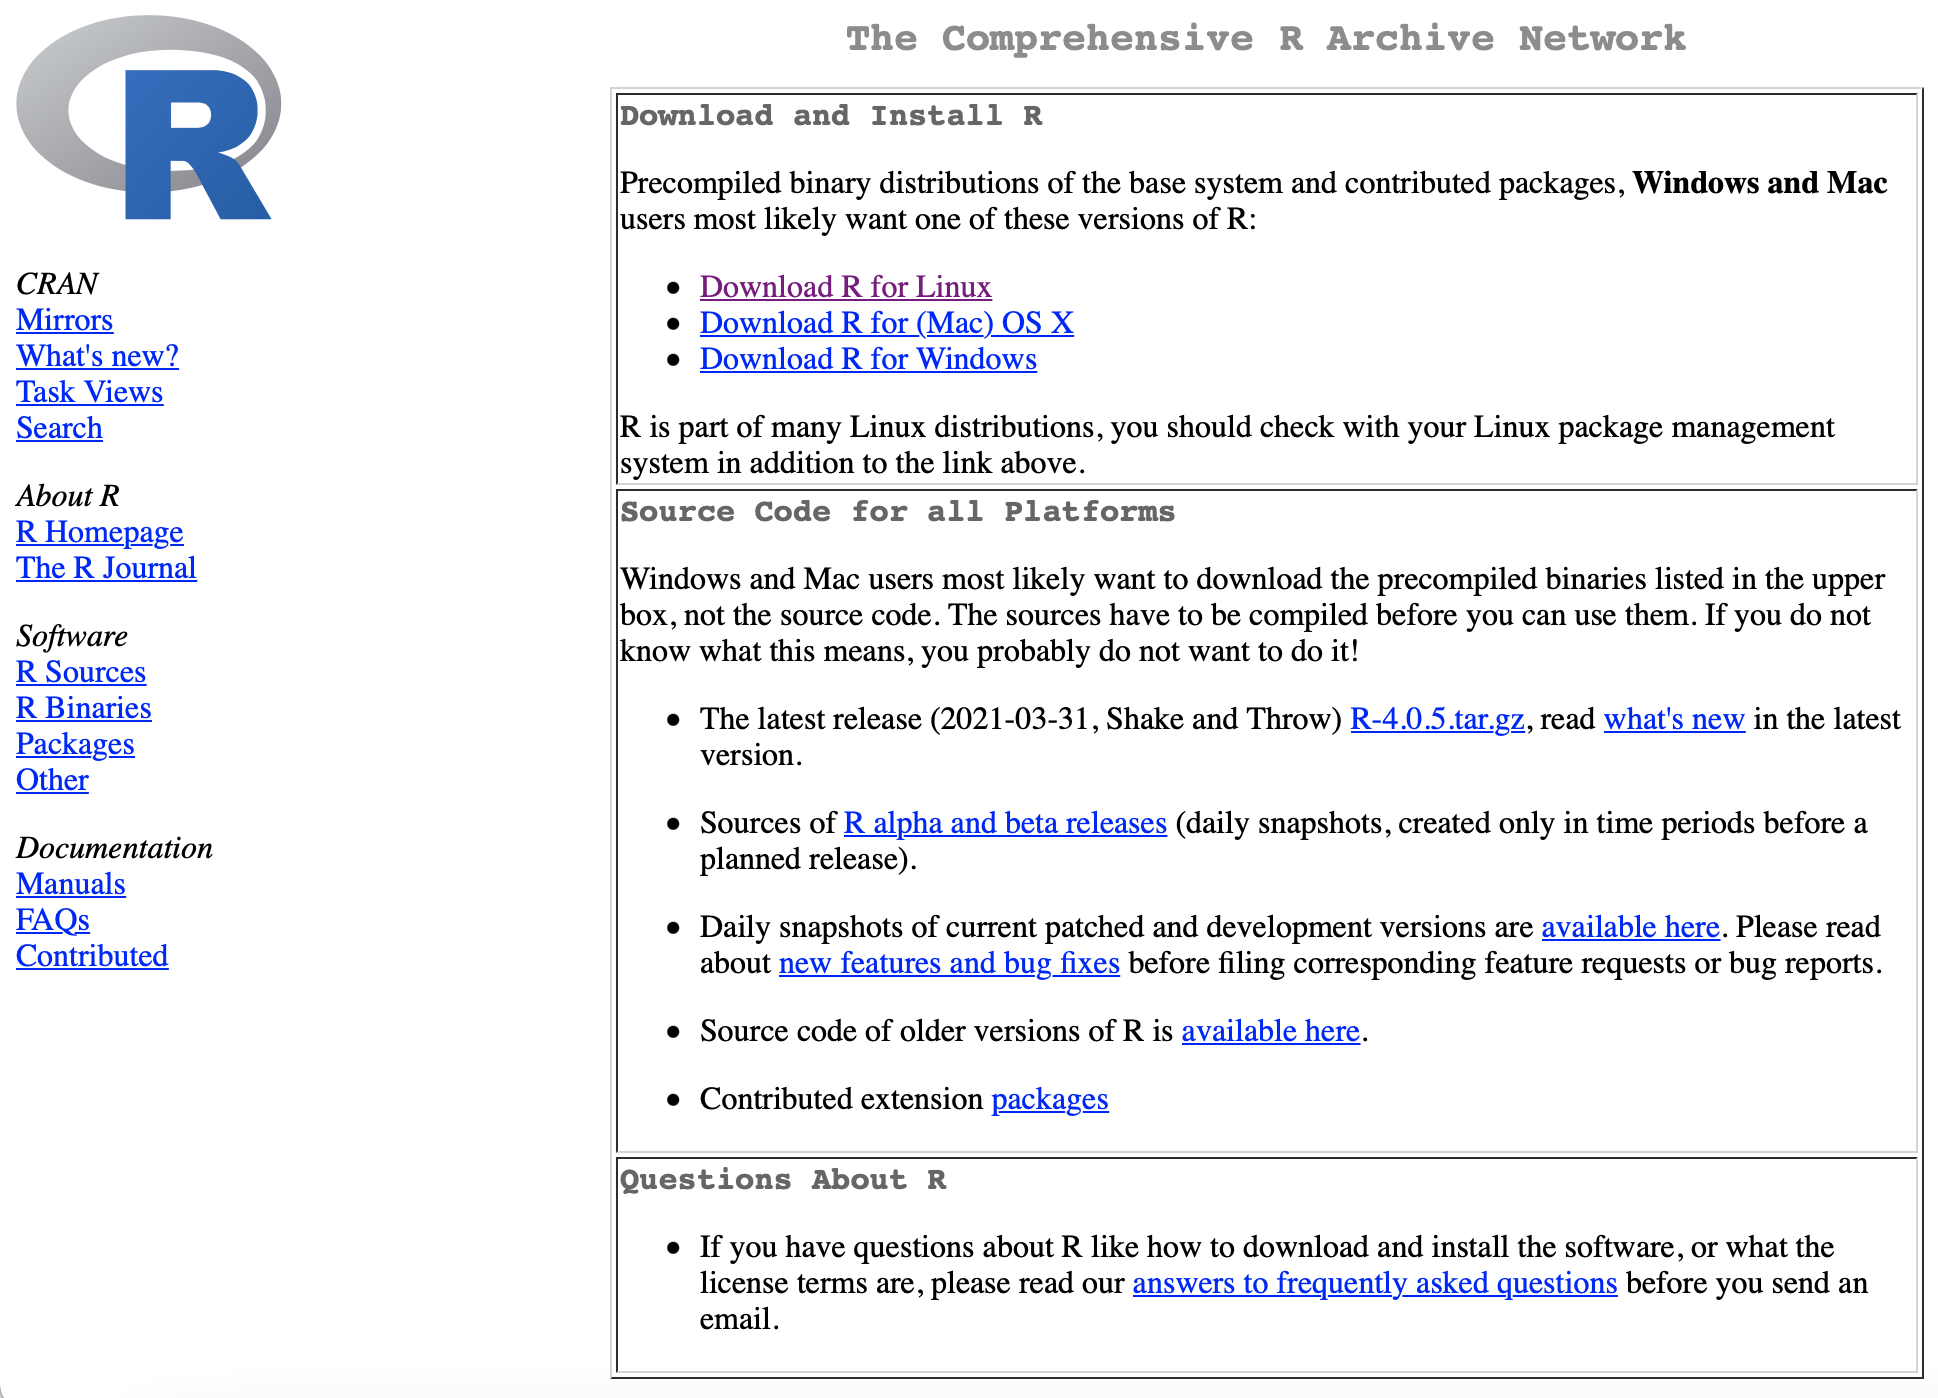 R
CRAN
Mirrors
What's new?
Task Views
Search
About R
R Homepage
The R Journal
Software
R Sources
R Binaries
Packages
Other
Documentation
Manuals
FAQs
Contributed
The Comprehensive R Archive Network
Download and Install R
Precompiled binary distributions of the base system and contributed packages, Windows and Mac
users most likely want one of these versions of R:
• Download R for Linux
• Download R for (Mac) OS X
• Download R for Windows
R is part of many Linux distributions, you should check with your Linux package management
system in addition to the link above.
Source Code for all Platforms
Windows and Mac users most likely want to download the precompiled binaries listed in the upper
box, not the source code. The sources have to be compiled before you can use them. If you do not
know what this means, you probably do not want to do it!
• The latest release (2021-03-31, Shake and Throw) R-4.0.5.tar.gz, read what's new in the latest
version.
• Sources of R alpha and beta releases (daily snapshots, created only in time periods before a
planned release).
• Daily snapshots of current patched and development versions are available here. Please read
about new features and bug fixes before filing corresponding feature requests or bug reports.
• Source code of older versions of R is available here.
• Contributed extension packages
Questions About R
• If you have questions about R like how to download and install the software, or what the
license terms are, please read our answers to frequently asked questions before you send an
email.